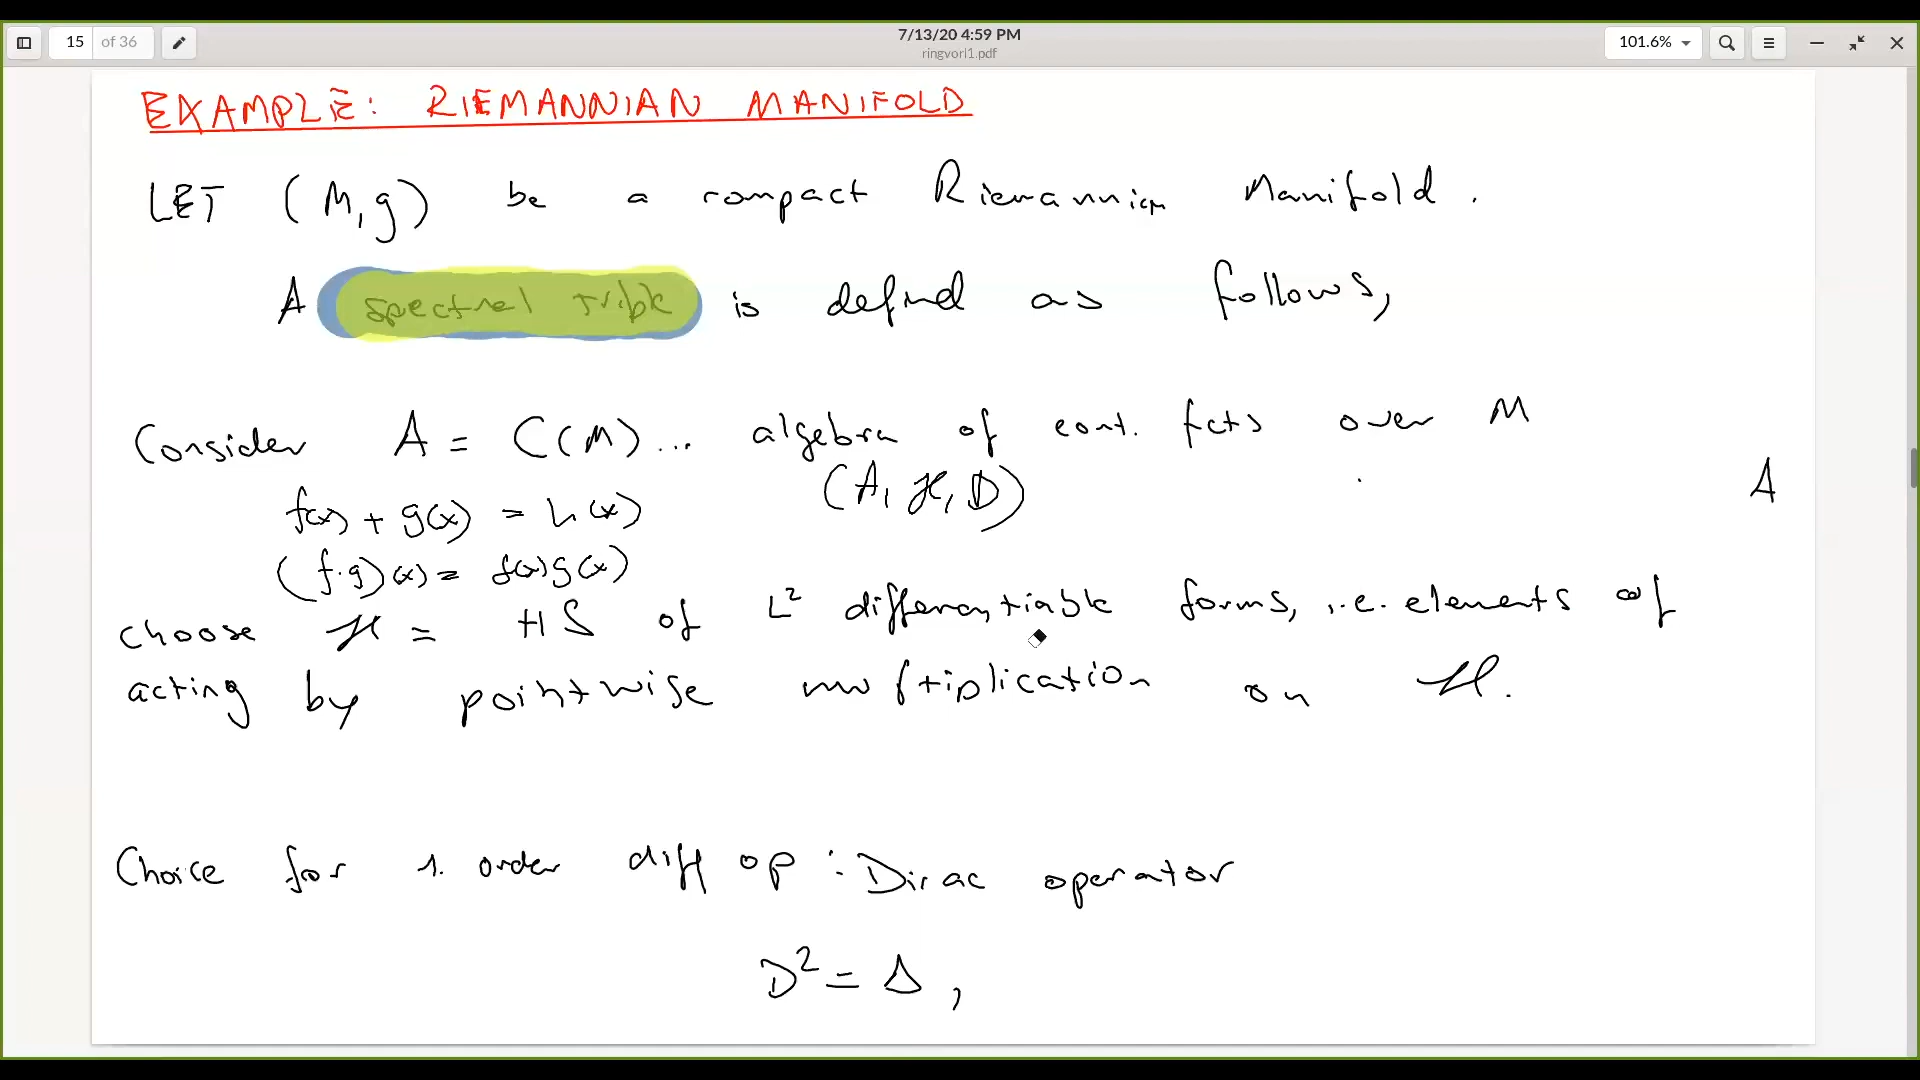 15 of 36
7/13/20 4:59 PM
ringvorl1.pdf
101.6%
EXAMPLE: RIEMANNIAN MANIFOLD
LET (M,g) be a compact Riemannian Manifold.
A spectral triple is defined as follows,
Consider A = C(M)... algebra of cont. fcts over M
(A, ℋ, D)
A
f(x) + g(x) = h(x)
(f·g)(x) = f(x)g(x)
choose ℋ = HS of L² differentiable forms, i.e. elements of
acting by pointwise multiplication on ℋ.
Choice for 1. order diff op: Dirac operator
D² = Δ,